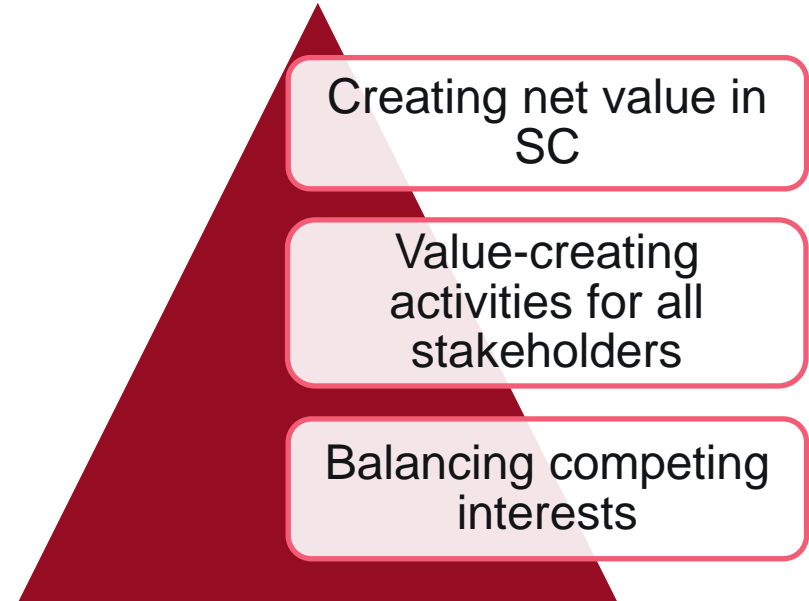 Creating net value in
SC
Value-creating
activities for all
stakeholders
Balancing competing
interests